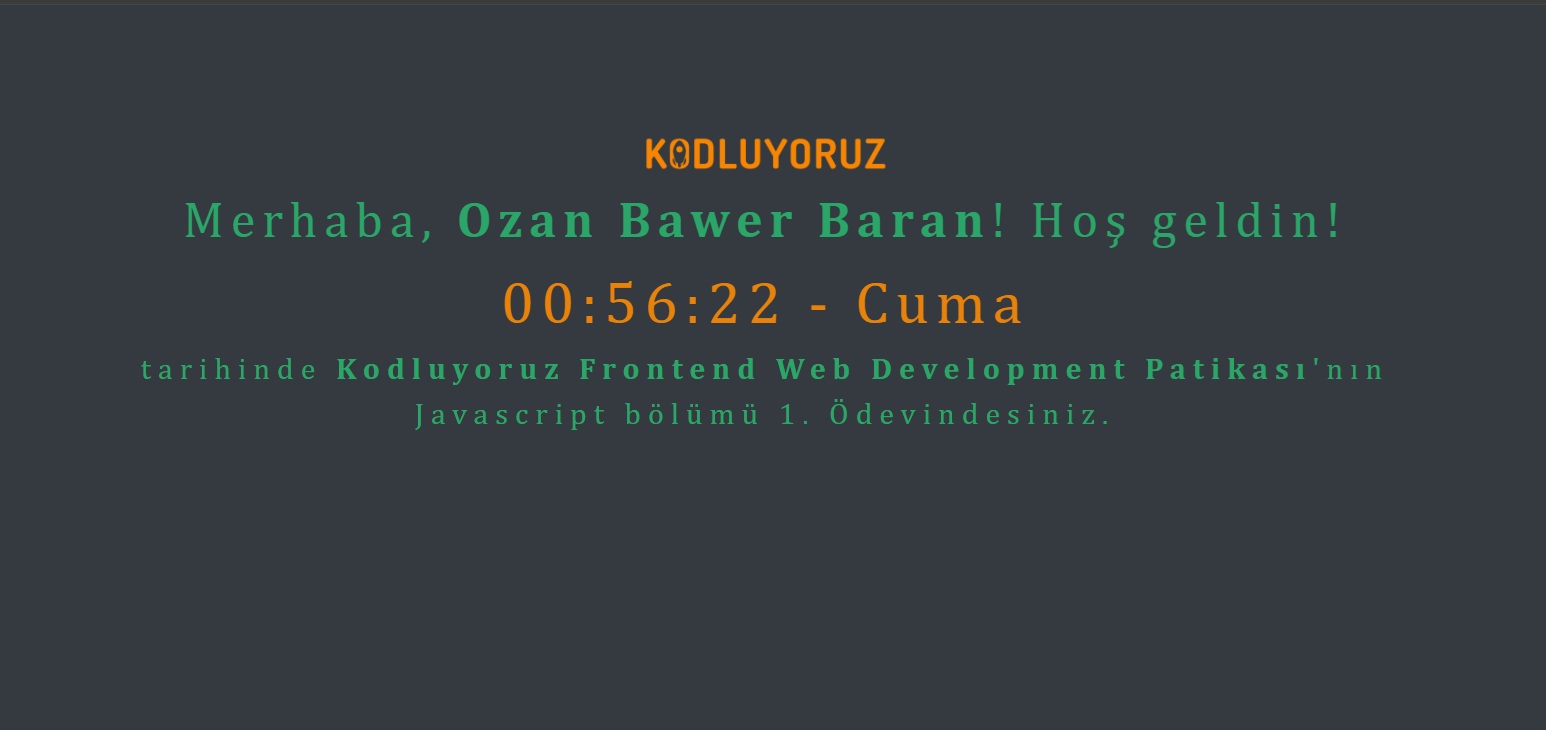 KODLUYORUZ
Merhaba, Ozan Bawer Baran! Hoş geldin!
00:56:22 - Cuma
tarihinde Kodluyoruz Frontend Web Development Patikası'nın
Javascript bölümü 1. Ödevindesiniz.